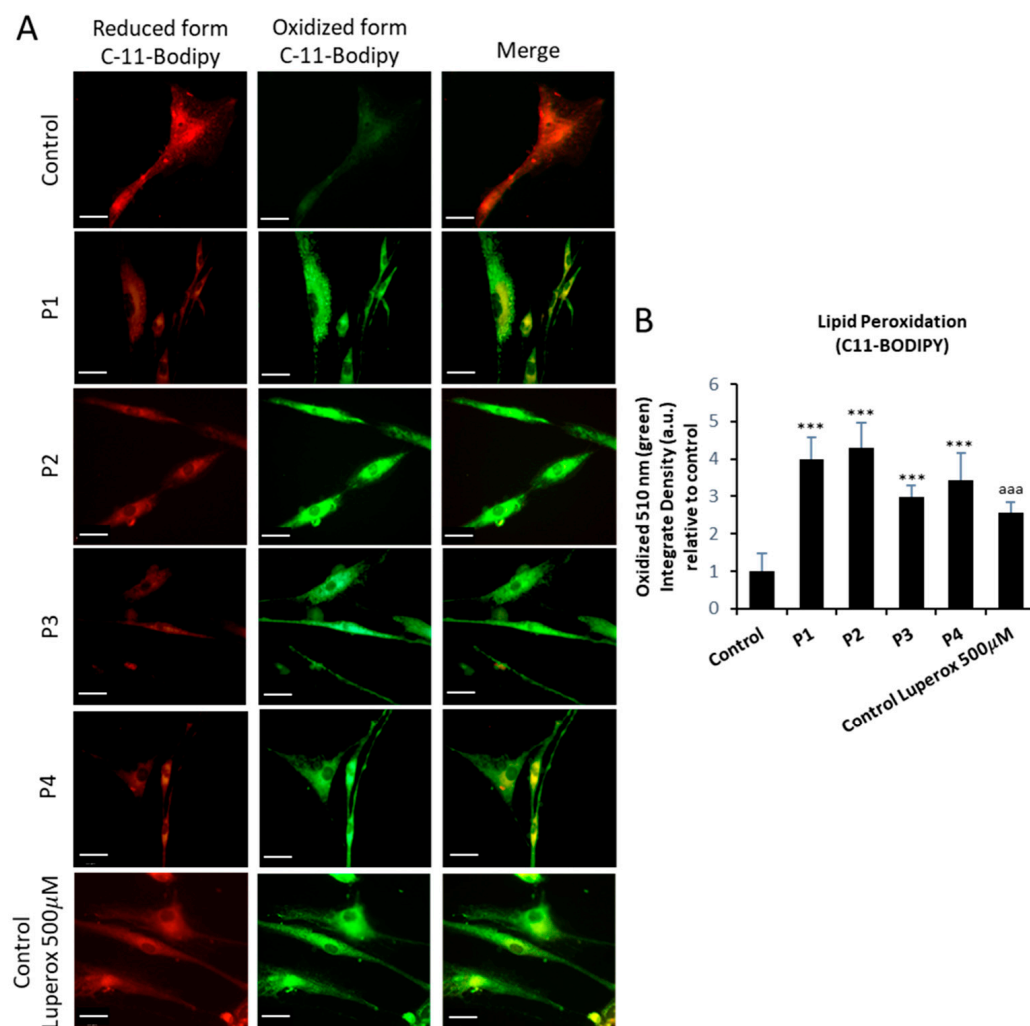 A
Reduced form
C-11-Bodipy
Oxidized form
C-11-Bodipy
Merge
Control
P1
P2
P3
P4
Control
Luperox 500μM
B
Lipid Peroxidation
(C11-BODIPY)
Oxidized 510 nm (green)
Integrate Density (a.u.)
relative to control
6
5
4
3
2
1
0
***
***
***
***
aaa
Control
P1
P2
P3
P4
Control Luperox 500μM